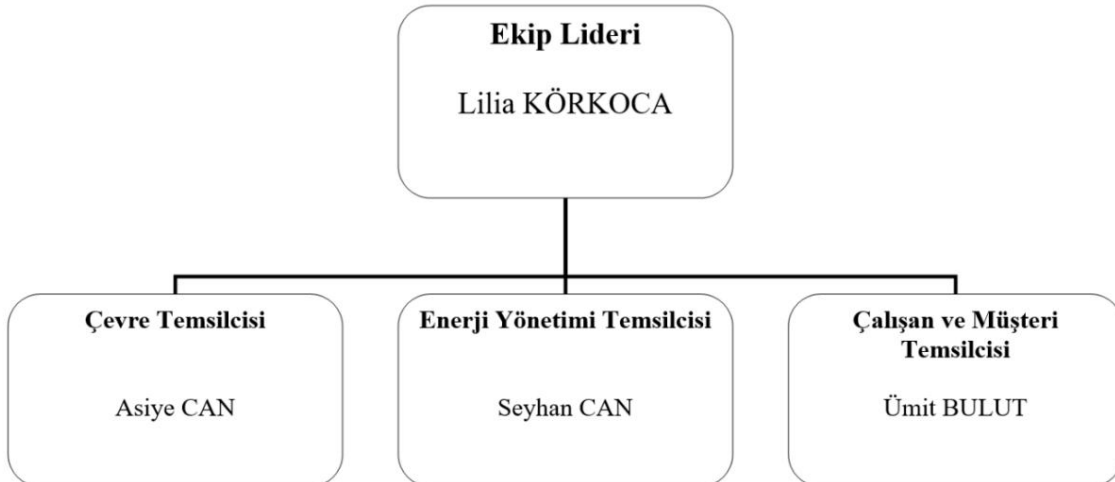 Ekip Lideri
Lilia KÖRKOCA
Çevre Temsilcisi
Enerji Yönetimi Temsilcisi
Çalışan ve Müşteri
Temsilcisi
Asiye CAN
Seyhan CAN
Ümit BULUT